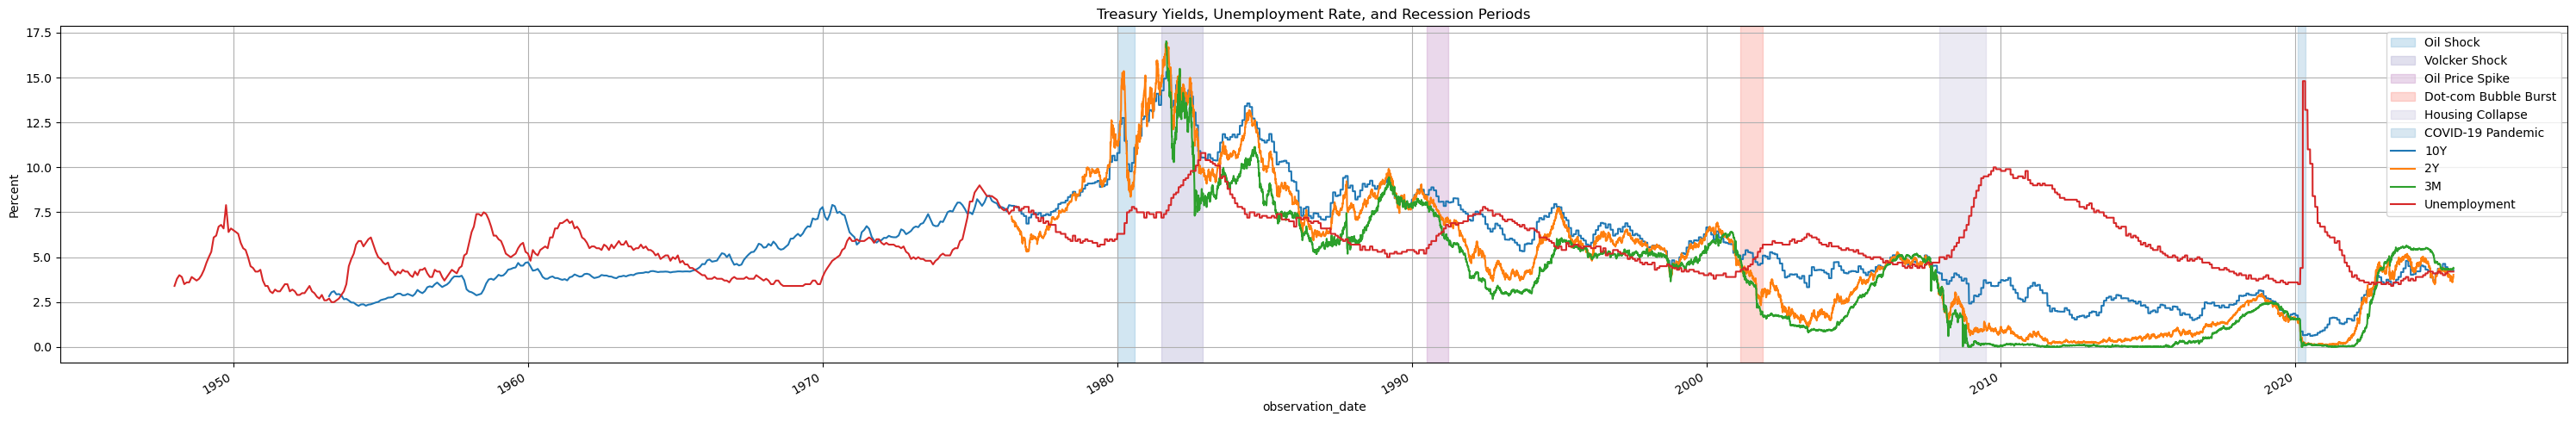 Treasury Yields, Unemployment Rate, and Recession Periods
17.5
15.0
12.5
10.0
7.5
5.0
2.5
0.0
Percent
Oil Shock
Volcker Shock
Oil Price Spike
Dot-com Bubble Burst
Housing Collapse
COVID-19 Pandemic
10Y
2Y
3M
Unemployment
1950
1960
1970
1980
1990
2000
2010
2020
observation_date